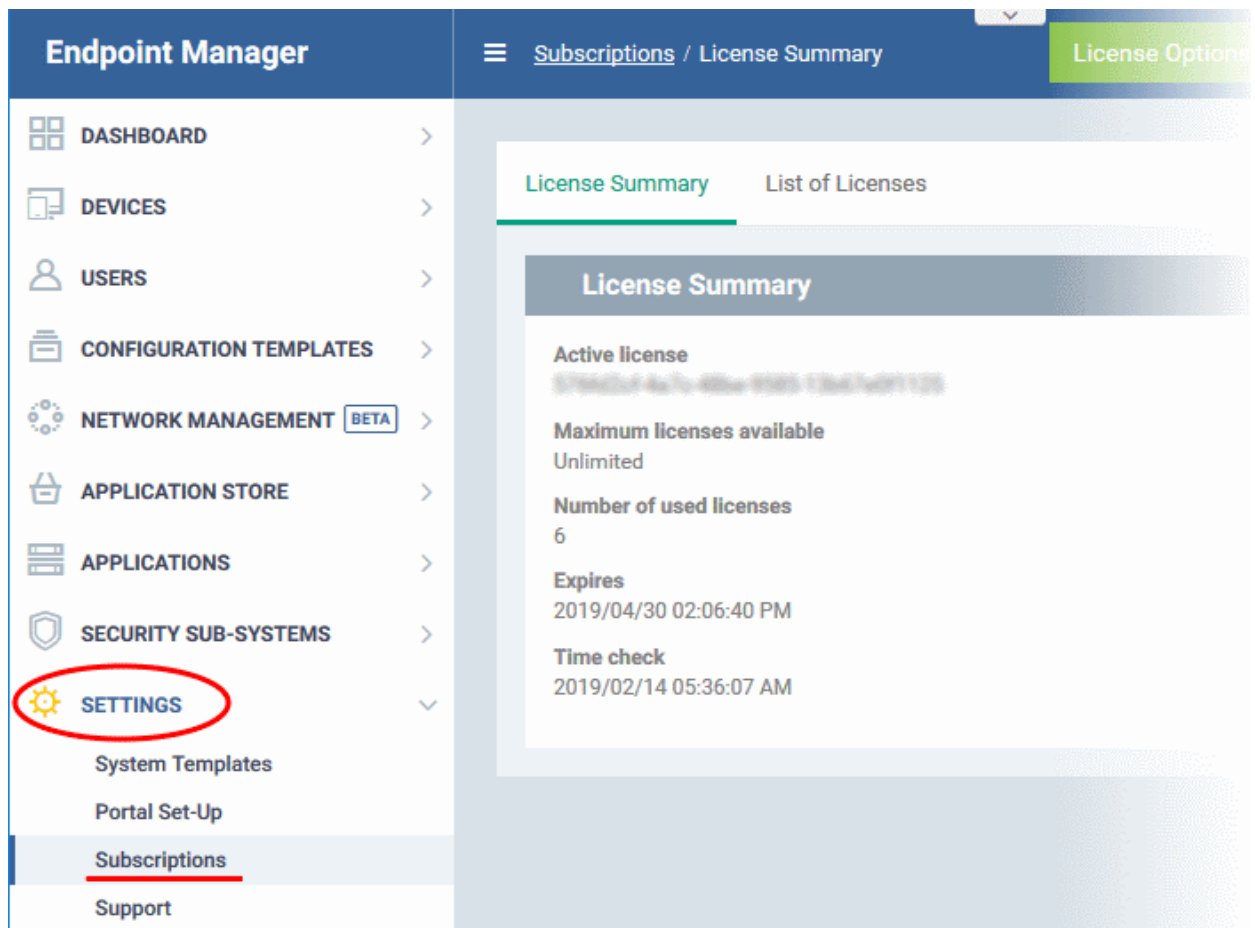 Endpoint Manager
Subscriptions / License Summary
License Option
DASHBOARD
DEVICES
USERS
CONFIGURATION TEMPLATES
NETWORK MANAGEMENT BETA
APPLICATION STORE
APPLICATIONS
SECURITY SUB-SYSTEMS
SETTINGS
System Templates
Portal Set-Up
Subscriptions
Support
License Summary List of Licenses
License Summary
Active license
Maximum licenses available
Unlimited
Number of used licenses
6
Expires
2019/04/30 02:06:40 PM
Time check
2019/02/14 05:36:07 AM